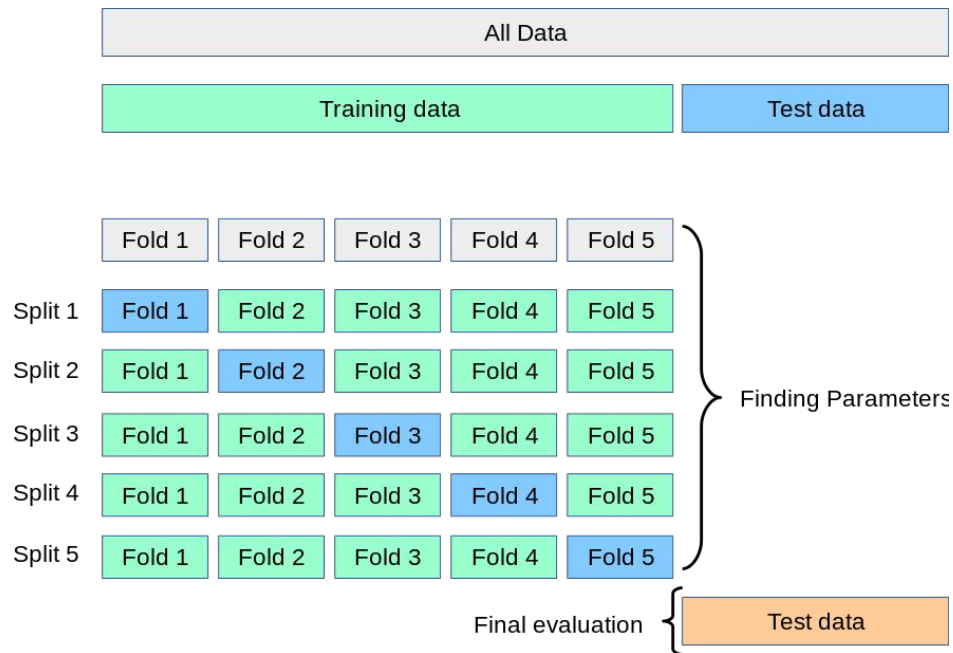 All Data
Training data Test data
Fold 1 Fold 2 Fold 3 Fold 4 Fold 5
Split 1 Fold 1 Fold 2 Fold 3 Fold 4 Fold 5
Split 2 Fold 1 Fold 2 Fold 3 Fold 4 Fold 5
Finding Parameters
Split 3 Fold 1 Fold 2 Fold 3 Fold 4 Fold 5
Split 4 Fold 1 Fold 2 Fold 3 Fold 4 Fold 5
Split 5 Fold 1 Fold 2 Fold 3 Fold 4 Fold 5
Final evaluation Test data